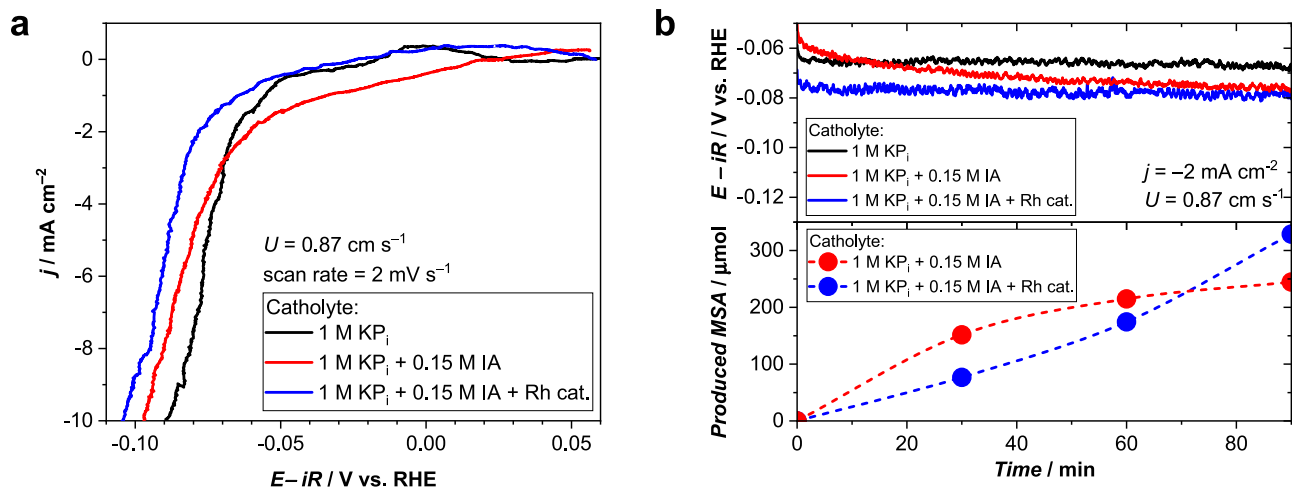 a
j / mA cm⁻²
0
-2
-4
-6
-8
-10
U = 0.87 cm s⁻¹
scan rate = 2 mV s⁻¹
Catholyte:
1 M KPᵢ
1 M KPᵢ + 0.15 M IA
1 M KPᵢ + 0.15 M IA + Rh cat.
-0.10
-0.05
0.00
0.05
E – iR / V vs. RHE
b
E – iR / V vs. RHE
-0.06
-0.08
-0.10
-0.12
Catholyte:
1 M KPᵢ
1 M KPᵢ + 0.15 M IA
1 M KPᵢ + 0.15 M IA + Rh cat.
j = –2 mA cm⁻²
U = 0.87 cm s⁻¹
Produced MSA / μmol
300
200
100
0
Catholyte:
1 M KPᵢ + 0.15 M IA
1 M KPᵢ + 0.15 M IA + Rh cat.
0
20
40
60
80
Time / min